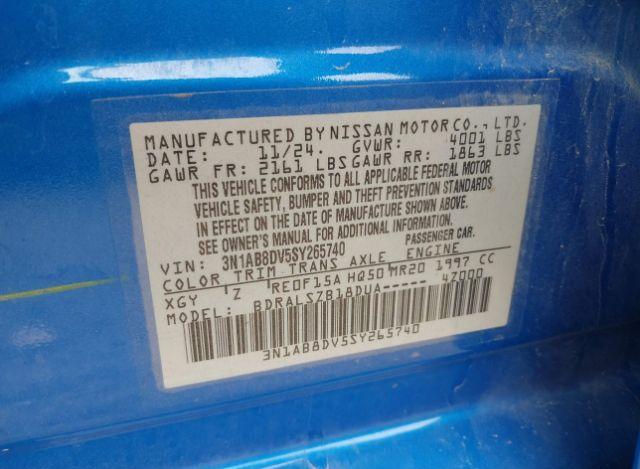 MANUFACTURED BY NISSAN MOTOR CO., LTD.
DATE: 11/24. GVWR: 4001 LBS
GAWR FR: 2161 LBS GAWR RR: 1863 LBS
THIS VEHICLE CONFORMS TO ALL APPLICABLE FEDERAL MOTOR
VEHICLE SAFETY, BUMPER AND THEFT PREVENTION STANDARDS
IN EFFECT ON THE DATE OF MANUFACTURE SHOWN ABOVE.
SEE OWNER'S MANUAL FOR ADDITIONAL INFORMATION.
VIN: 3N1AB8DV5SY265740 PASSENGER CAR.
COLOR TRIM TRANS AXLE ENGINE
XGY 'Z RE0F15A HQ50 MR20 1997 CC
MODEL: BDRALSZB18DUA----- 4Z000
3N1AB8DV5SY265740